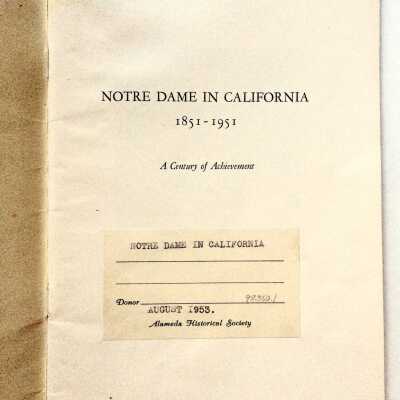 NOTRE DAME IN CALIFORNIA
1851-1951
A Century of Achievement
NOTRE DAME IN CALIFORNIA
Donor
AUGUST 1953.
Alameda Historical Society